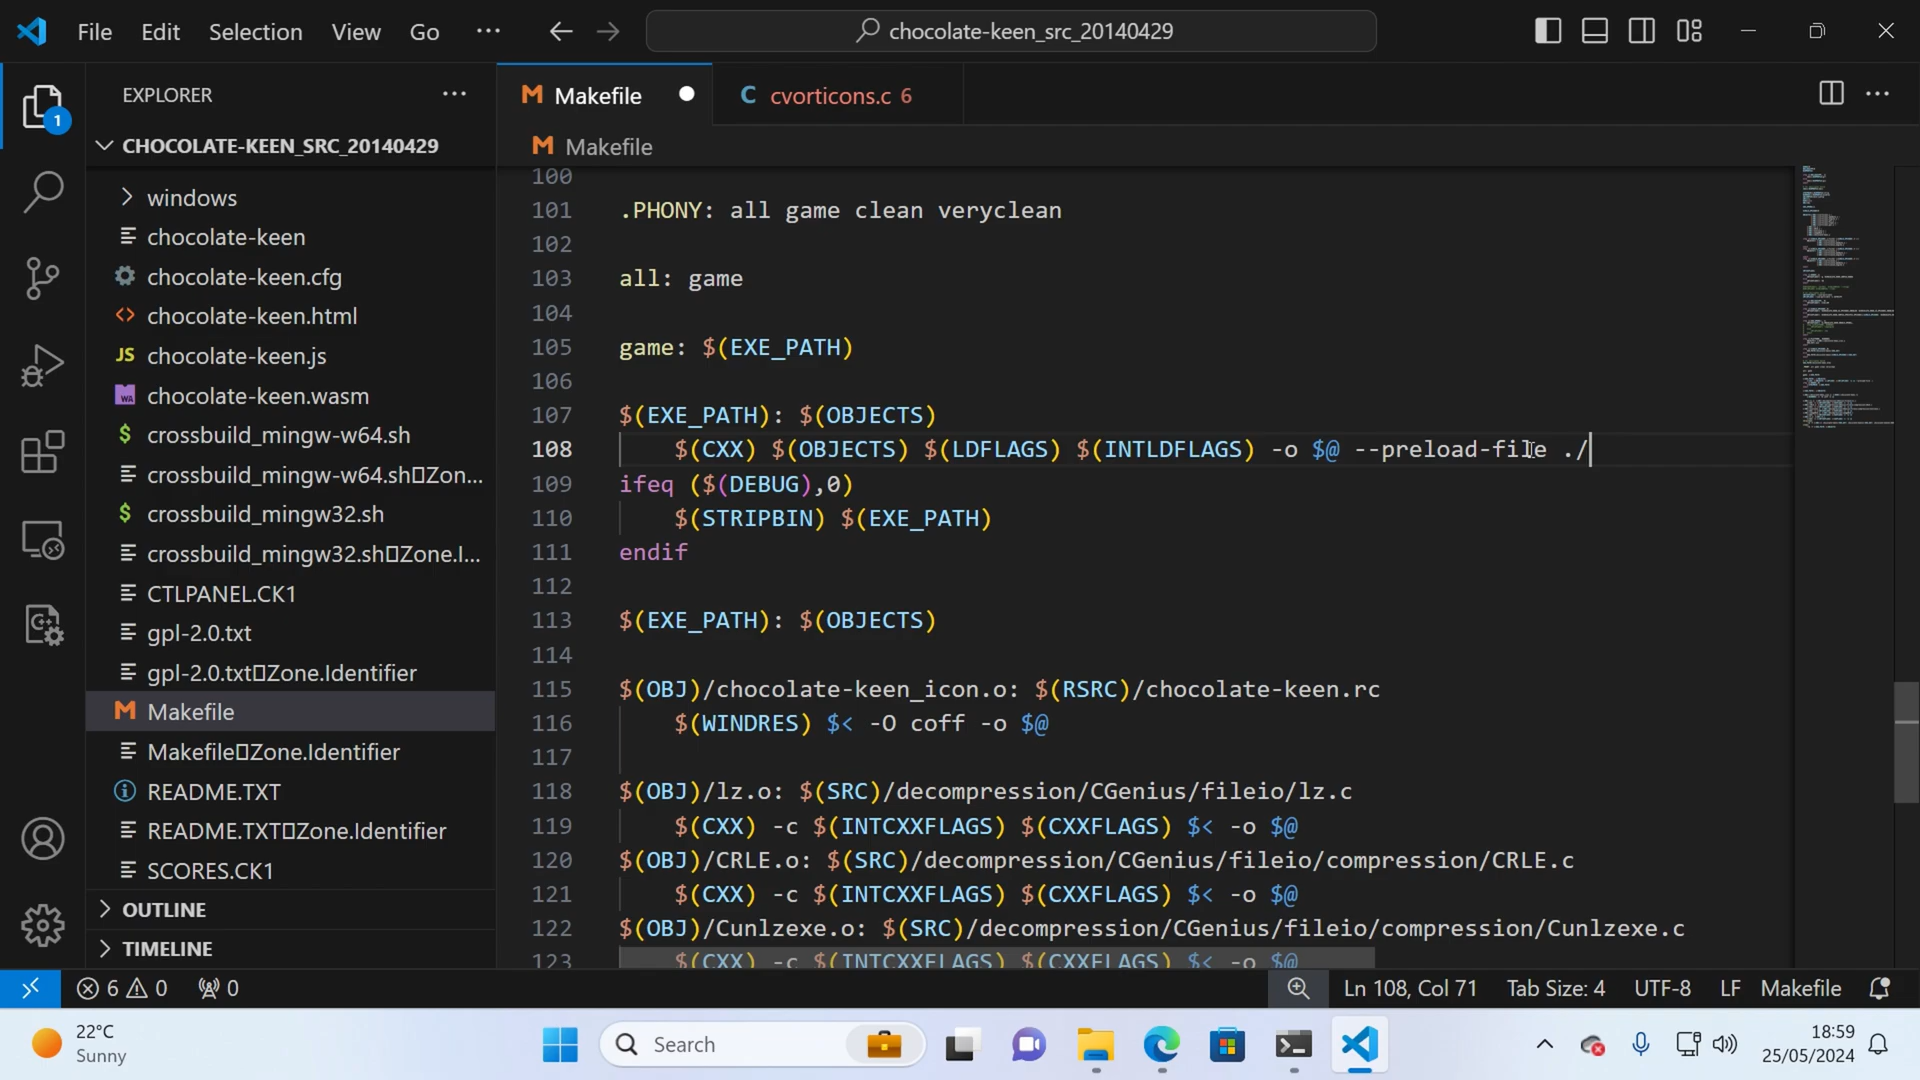 File Edit Selection View Go ··· chocolate-keen_src_20140429
EXPLORER ···
1
CHOCOLATE-KEEN_SRC_20140429
windows
chocolate-keen
chocolate-keen.cfg
chocolate-keen.html
JS chocolate-keen.js
WA chocolate-keen.wasm
$ crossbuild_mingw-w64.sh
crossbuild_mingw-w64.sh▯Zon...
$ crossbuild_mingw32.sh
crossbuild_mingw32.sh▯Zone.I...
CTLPANEL.CK1
gpl-2.0.txt
gpl-2.0.txt▯Zone.Identifier
M Makefile
Makefile▯Zone.Identifier
README.TXT
README.TXT▯Zone.Identifier
SCORES.CK1
OUTLINE
TIMELINE
M Makefile ● C cvorticons.c 6 ···
M Makefile
100
101 .PHONY: all game clean veryclean
102
103 all: game
104
105 game: $(EXE_PATH)
106
107 $(EXE_PATH): $(OBJECTS)
108 $(CXX) $(OBJECTS) $(LDFLAGS) $(INTLDFLAGS) -o $@ --preload-file ./
109 ifeq ($(DEBUG),0)
110 $(STRIPBIN) $(EXE_PATH)
111 endif
112
113 $(EXE_PATH): $(OBJECTS)
114
115 $(OBJ)/chocolate-keen_icon.o: $(RSRC)/chocolate-keen.rc
116 $(WINDRES) $< -O coff -o $@
117
118 $(OBJ)/lz.o: $(SRC)/decompression/CGenius/fileio/lz.c
119 $(CXX) -c $(INTCXXFLAGS) $(CXXFLAGS) $< -o $@
120 $(OBJ)/CRLE.o: $(SRC)/decompression/CGenius/fileio/compression/CRLE.c
121 $(CXX) -c $(INTCXXFLAGS) $(CXXFLAGS) $< -o $@
122 $(OBJ)/Cunlzexe.o: $(SRC)/decompression/CGenius/fileio/compression/Cunlzexe.c
123 $(CXX) -c $(INTCXXFLAGS) $(CXXFLAGS) $< -o $@
6 0 0 Ln 108, Col 71 Tab Size: 4 UTF-8 LF Makefile
22°C
Sunny
Search
18:59
25/05/2024